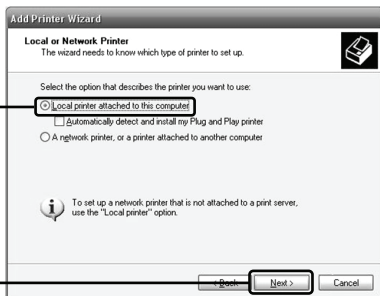 Add Printer Wizard
Local or Network Printer
The wizard needs to know which type of printer to set up.
Select the option that describes the printer you want to use:
Local printer attached to this computer
Automatically detect and install my Plug and Play printer
A network printer, or a printer attached to another computer
To set up a network printer that is not attached to a print server,
use the "Local printer" option.
< Back Next > Cancel